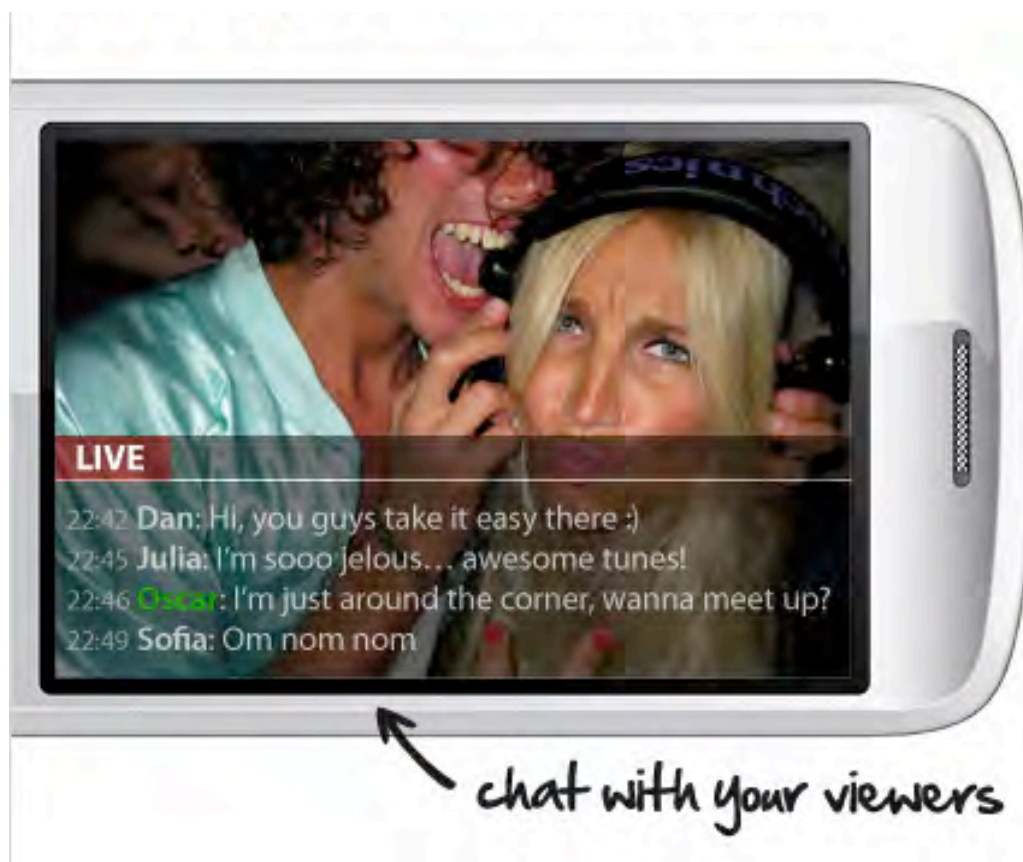 Technics
LIVE
22:42 Dan: Hi, you guys take it easy there :)
22:45 Julia: I'm sooo jelous... awesome tunes!
22:46 Oscar: I'm just around the corner, wanna meet up?
22:49 Sofia: Om nom nom
chat with your viewers